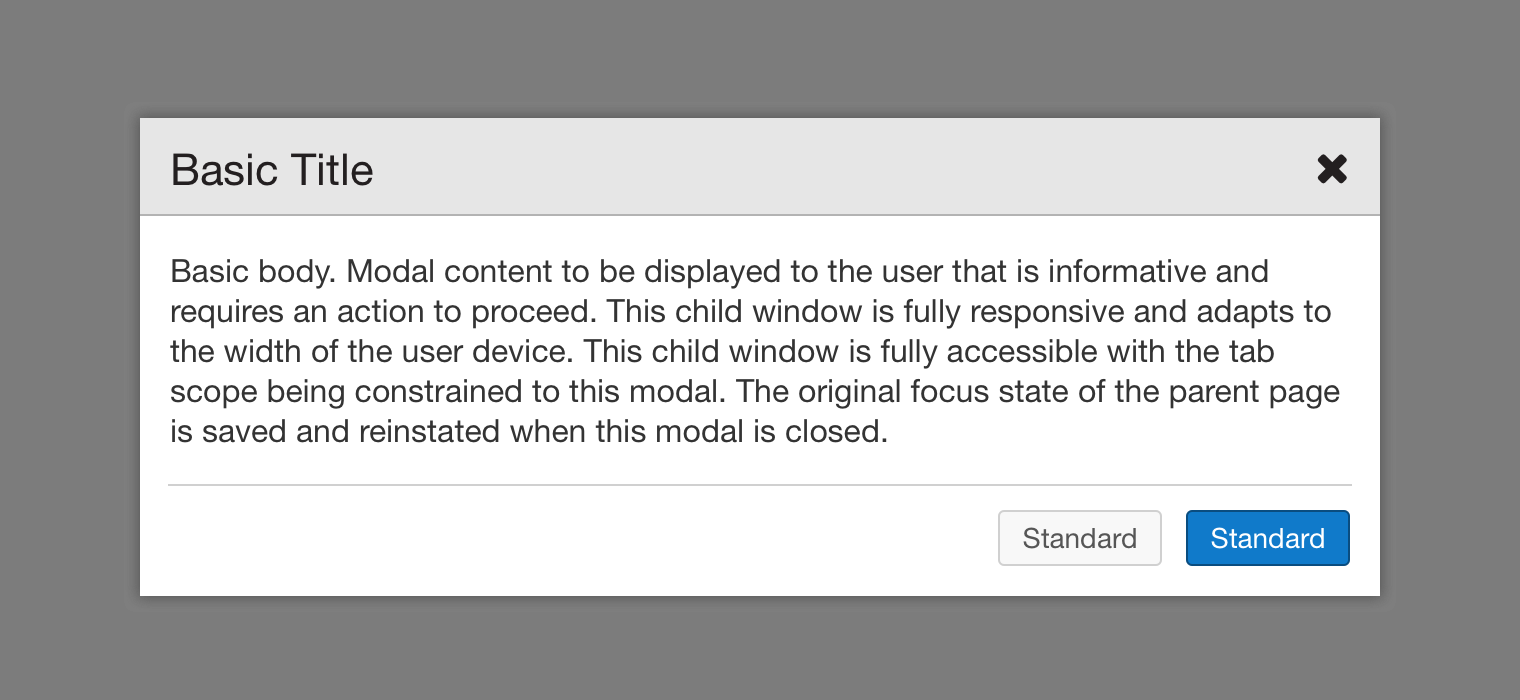 Basic Title
Basic body. Modal content to be displayed to the user that is informative and
requires an action to proceed. This child window is fully responsive and adapts to
the width of the user device. This child window is fully accessible with the tab
scope being constrained to this modal. The original focus state of the parent page
is saved and reinstated when this modal is closed.
Standard Standard